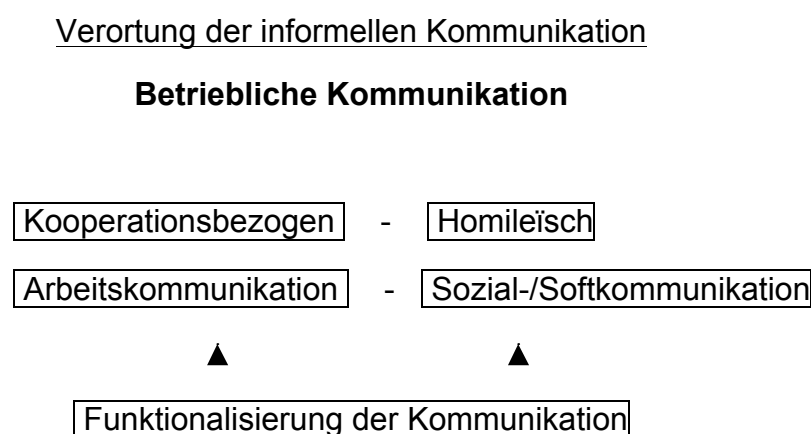 Verortung der informellen Kommunikation
Betriebliche Kommunikation
Kooperationsbezogen - Homileïsch
Arbeitskommunikation - Sozial-/Softkommunikation
Funktionalisierung der Kommunikation